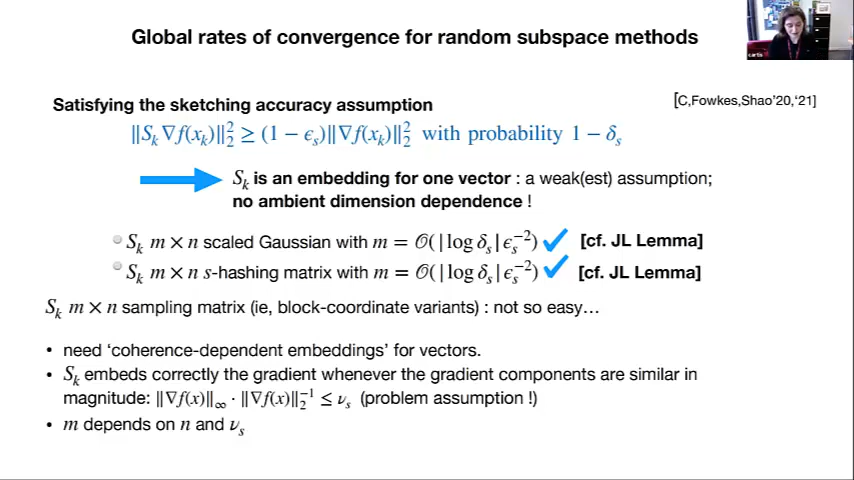 Global rates of convergence for random subspace methods
[C,Fowkes,Shao'20,'21]
Satisfying the sketching accuracy assumption
‖S_k∇f(x_k)‖₂² ≥ (1 − ϵ_s)‖∇f(x_k)‖₂² with probability 1 − δ_s
S_k is an embedding for one vector : a weak(est) assumption;
no ambient dimension dependence !
S_k m × n scaled Gaussian with m = 𝒪(|log δ_s|ϵ_s⁻²) ✓ [cf. JL Lemma]
S_k m × n s-hashing matrix with m = 𝒪(|log δ_s|ϵ_s⁻²) ✓ [cf. JL Lemma]
S_k m × n sampling matrix (ie, block-coordinate variants) : not so easy…
• need 'coherence-dependent embeddings' for vectors.
• S_k embeds correctly the gradient whenever the gradient components are similar in
magnitude: ‖∇f(x)‖_∞ · ‖∇f(x)‖₂⁻¹ ≤ ν_s (problem assumption !)
• m depends on n and ν_s
cartis